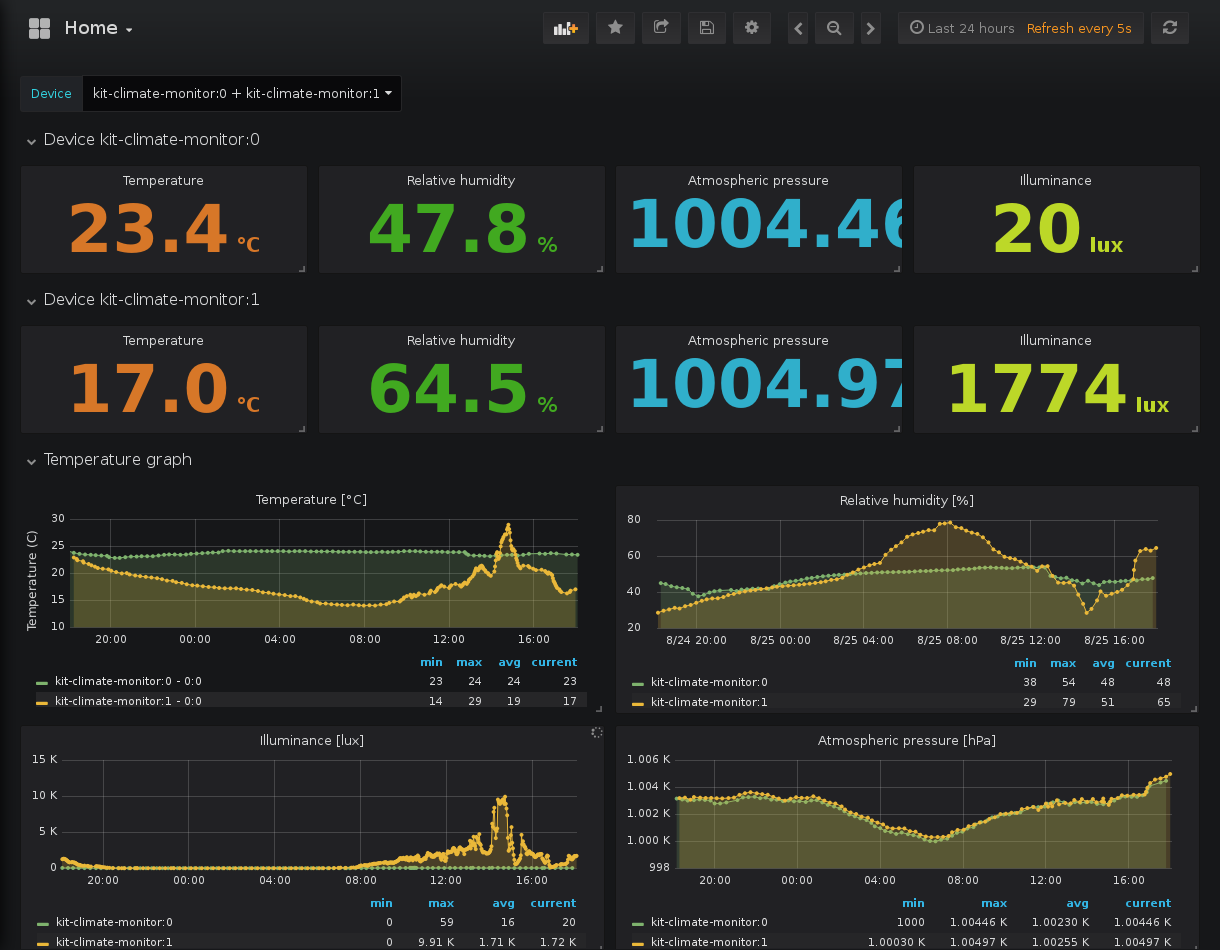 Home
Last 24 hours Refresh every 5s
Device kit-climate-monitor:0 + kit-climate-monitor:1
Device kit-climate-monitor:0
Temperature Relative humidity Atmospheric pressure Illuminance
23.4 °C 47.8 % 1004.46 20 lux
Device kit-climate-monitor:1
Temperature Relative humidity Atmospheric pressure Illuminance
17.0 °C 64.5 % 1004.97 1774 lux
Temperature graph
Temperature [°C]
Temperature (C)
30
25
20
15
10
20:00 00:00 04:00 08:00 12:00 16:00
min max avg current
kit-climate-monitor:0 - 0:0 23 24 24 23
kit-climate-monitor:1 - 0:0 14 29 19 17
Relative humidity [%]
80
60
40
20
8/24 20:00 8/25 00:00 8/25 04:00 8/25 08:00 8/25 12:00 8/25 16:00
min max avg current
kit-climate-monitor:0 38 54 48 48
kit-climate-monitor:1 29 79 51 65
Illuminance [lux]
15 K
10 K
5 K
0
20:00 00:00 04:00 08:00 12:00 16:00
min max avg current
kit-climate-monitor:0 0 59 16 20
kit-climate-monitor:1 0 9.91 K 1.71 K 1.72 K
Atmospheric pressure [hPa]
1.006 K
1.004 K
1.002 K
1.000 K
998
20:00 00:00 04:00 08:00 12:00 16:00
min max avg current
kit-climate-monitor:0 1000 1.00446 K 1.00230 K 1.00446 K
kit-climate-monitor:1 1.00030 K 1.00497 K 1.00255 K 1.00497 K